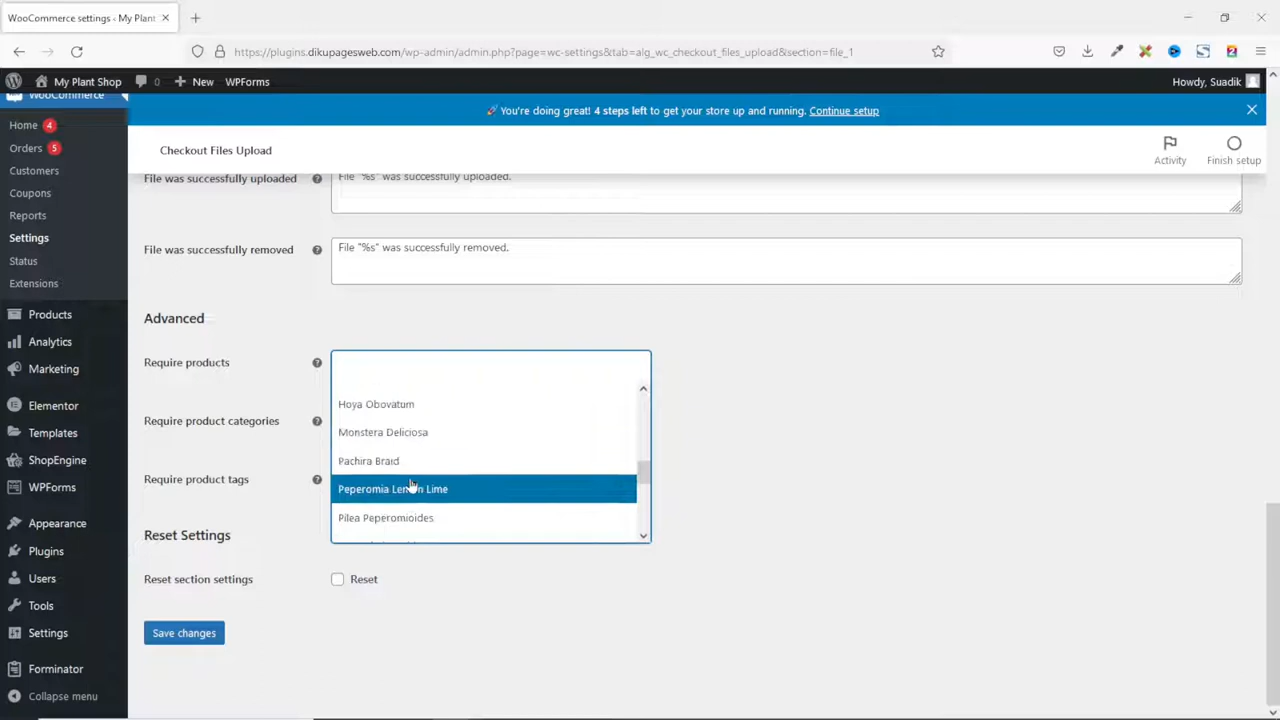 WooCommerce settings - My Plant
https://plugins.dikupagesweb.com/wp-admin/admin.php?page=wc-settings&tab=alg_wc_checkout_files_upload&section=file_1
My Plant Shop
0
New
WPForms
Howdy, Suadik
WooCommerce
Home 4
Orders 5
Customers
Coupons
Reports
Settings
Status
Extensions
Products
Analytics
Marketing
Elementor
Templates
ShopEngine
WPForms
Appearance
Plugins
Users
Tools
Settings
Forminator
Collapse menu
You're doing great! 4 steps left to get your store up and running. Continue setup
Checkout Files Upload
Activity
Finish setup
File was successfully uploaded
File "%s" was successfully uploaded.
File was successfully removed
File "%s" was successfully removed.
Advanced
Require products
Hoya Obovatum
Monstera Deliciosa
Pachira Braid
Peperomia Lemon Lime
Pilea Peperomioides
Require product categories
Require product tags
Reset Settings
Reset section settings
Reset
Save changes